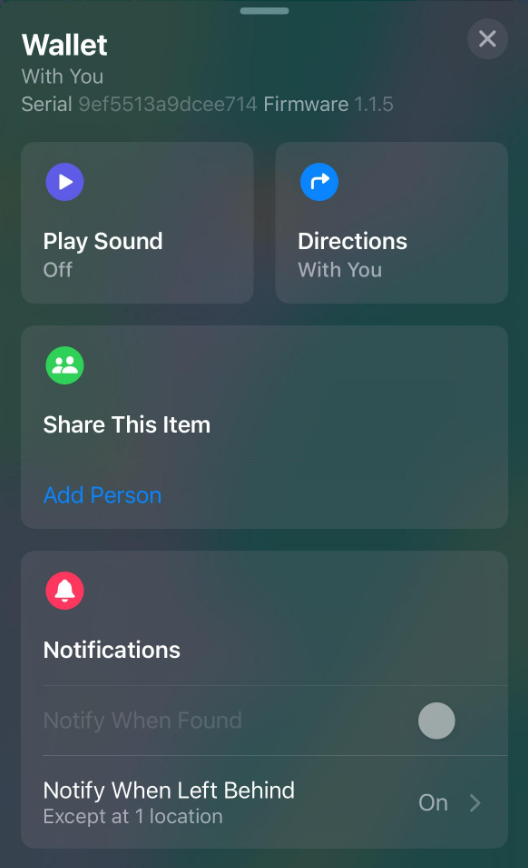 Wallet
With You
Serial 9ef5513a9dcee714 Firmware 1.1.5
Play Sound
Off
Directions
With You
Share This Item
Add Person
Notifications
Notify When Found
Notify When Left Behind
Except at 1 location
On